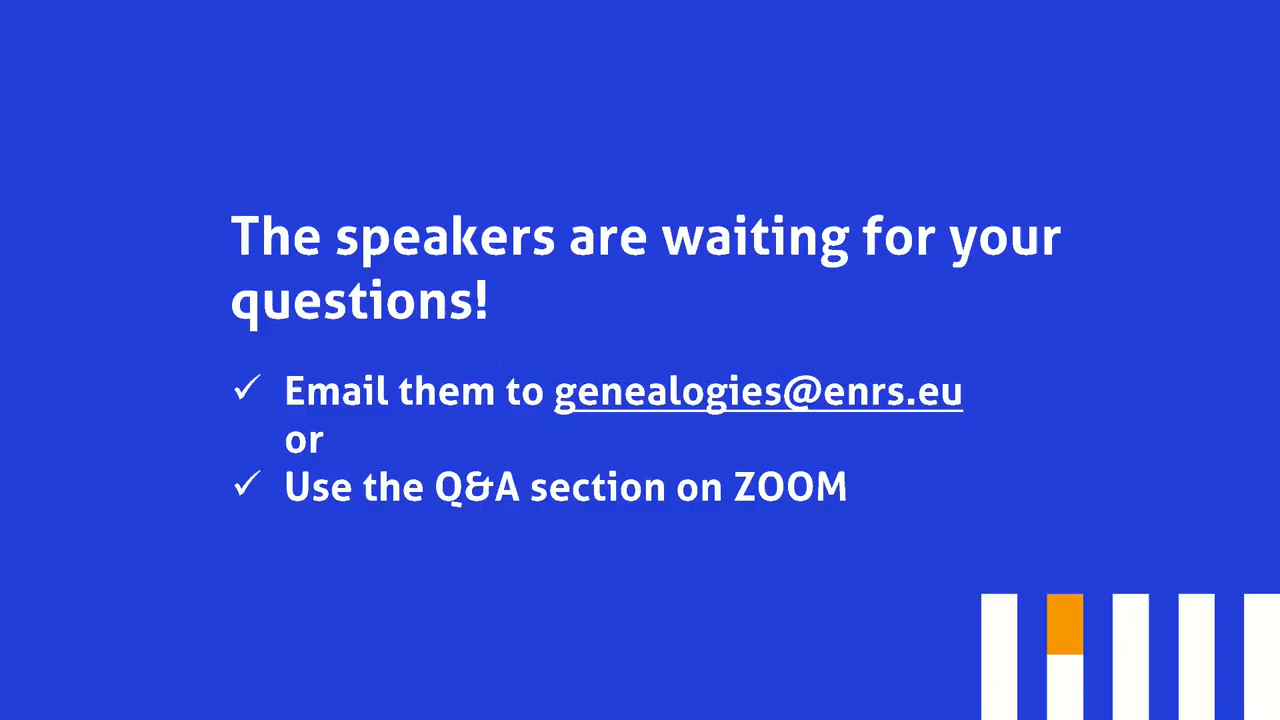 The speakers are waiting for your
questions!
✓ Email them to genealogies@enrs.eu
or
✓ Use the Q&A section on ZOOM